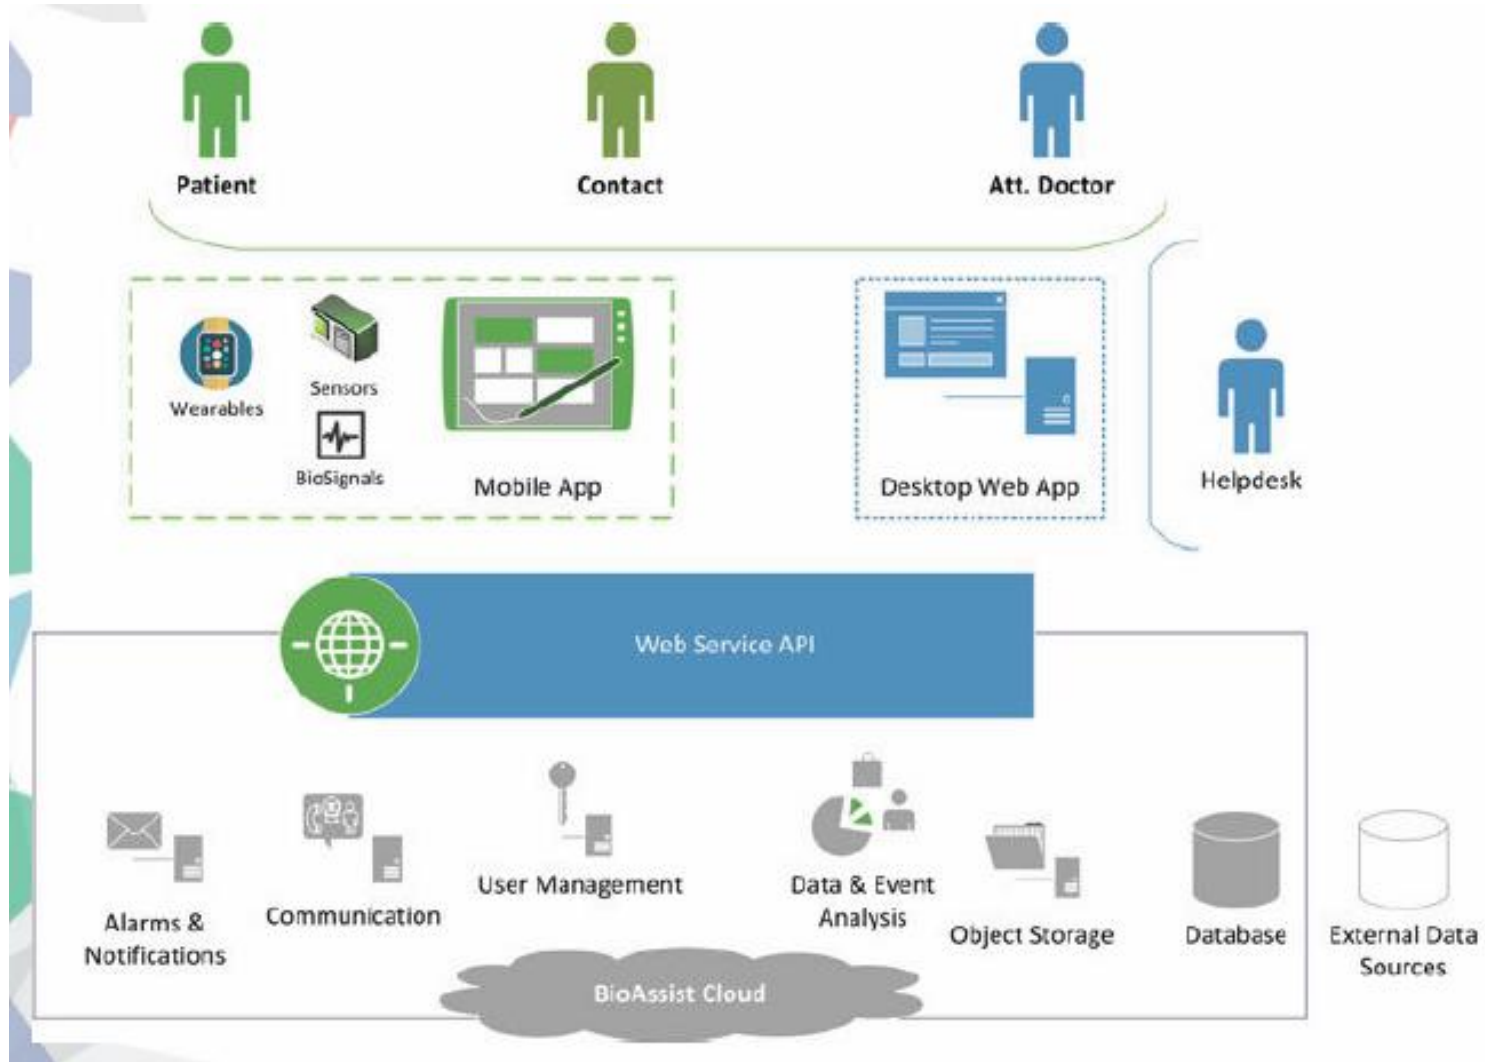 Patient
Contact
Att. Doctor
Wearables
Sensors
BioSignals
Mobile App
Desktop Web App
Helpdesk
Web Service API
Alarms &
Notifications
Communication
User Management
Data & Event
Analysis
Object Storage
Database
External Data
Sources
BioAssist Cloud